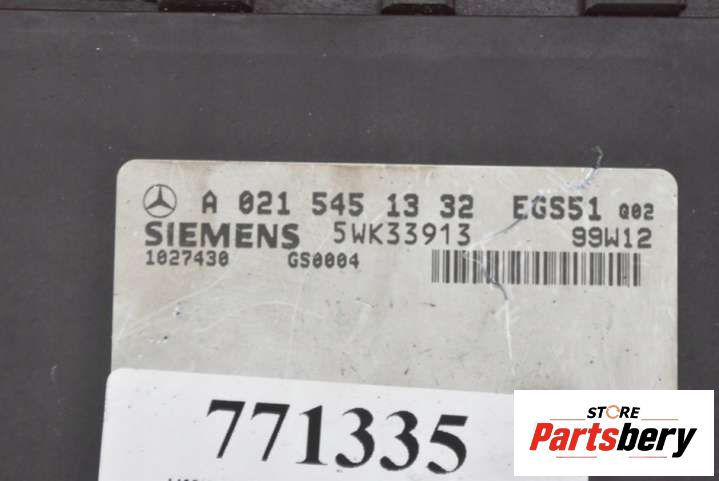 A 021 545 13 32 EGS51 Q02
SIEMENS 5WK33913 99W12
1027430 GS0004
771335
STORE
Partsbery